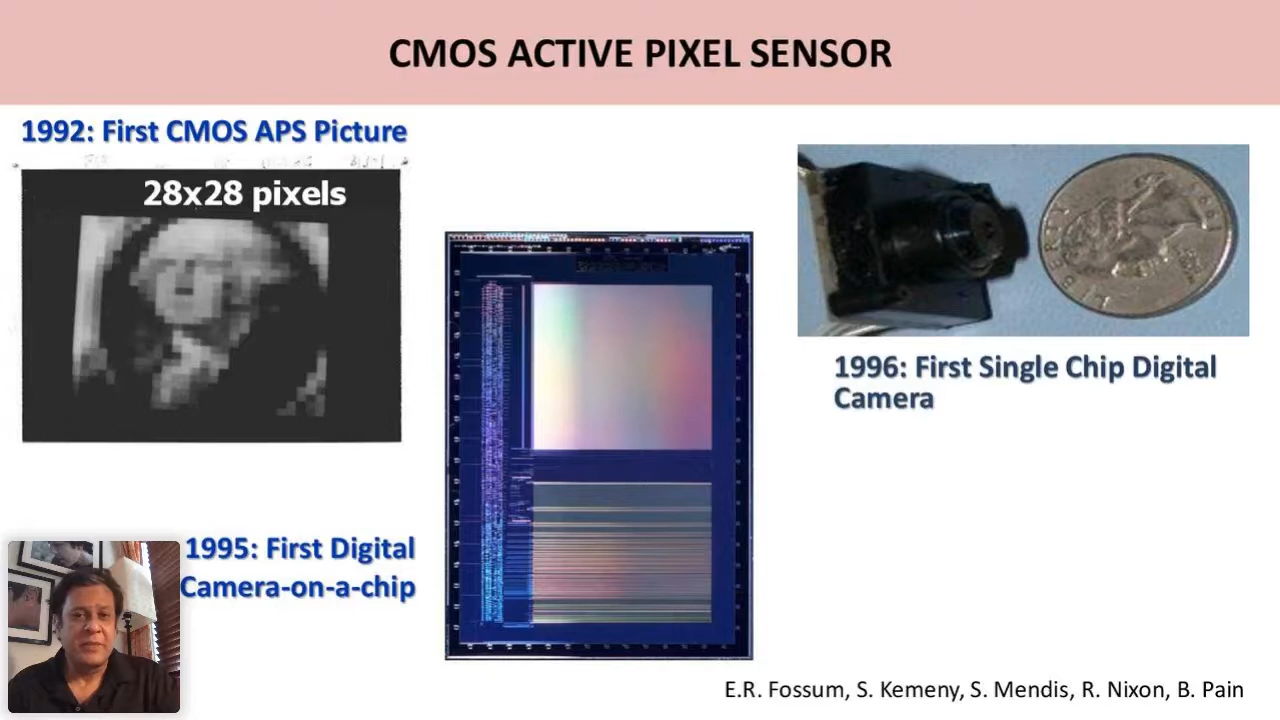 CMOS ACTIVE PIXEL SENSOR
1992: First CMOS APS Picture
28x28 pixels
LIBERTY
1996: First Single Chip Digital
Camera
1995: First Digital
Camera-on-a-chip
E.R. Fossum, S. Kemeny, S. Mendis, R. Nixon, B. Pain